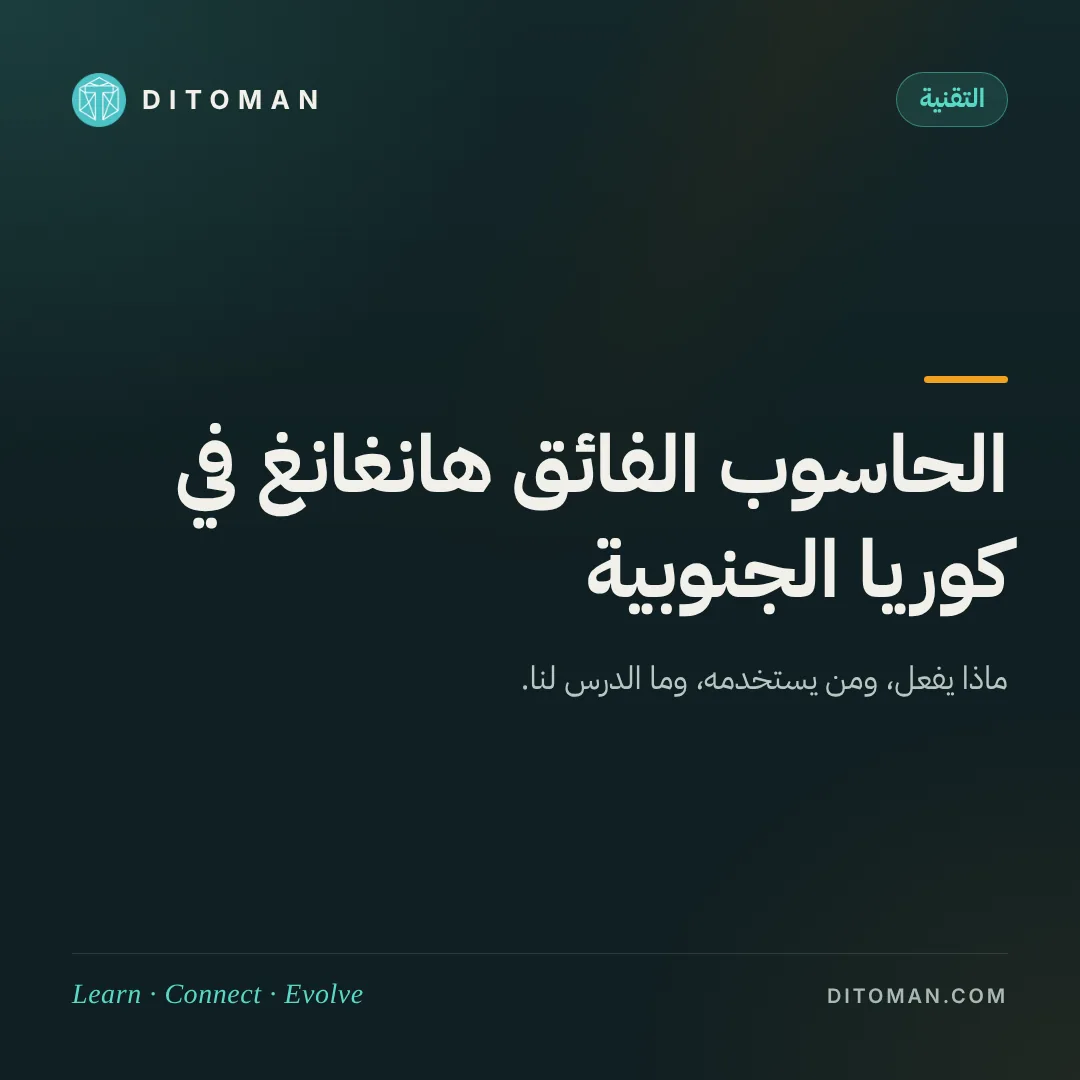 DITOMAN
التقنية
الحاسوب الفائق هانغانغ في
كوريا الجنوبية
ماذا يفعل، ومن يستخدمه، وما الدرس لنا.
Learn · Connect · Evolve
DITOMAN.COM